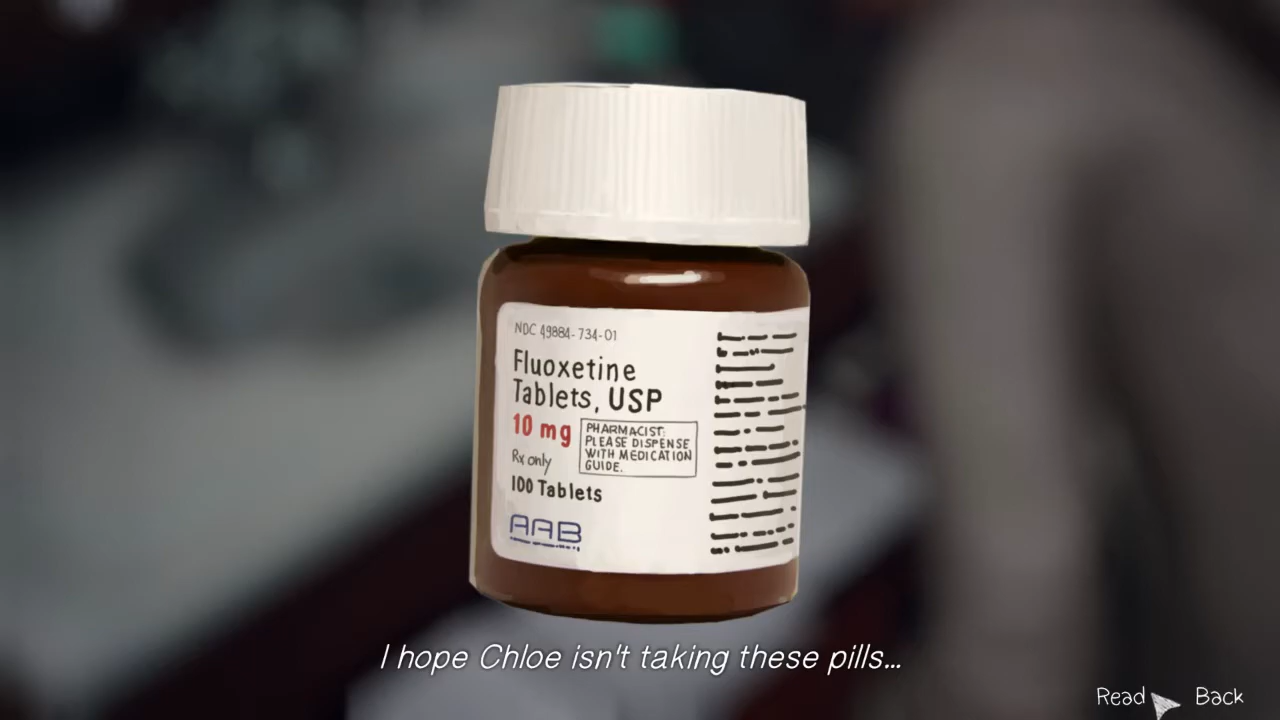 NDC 49884-734-01
Fluoxetine
Tablets, USP
10 mg
PHARMACIST:
PLEASE DISPENSE
WITH MEDICATION
GUIDE.
Rx only
100 Tablets
AAB
I hope Chloe isn't taking these pills...
Read
Back